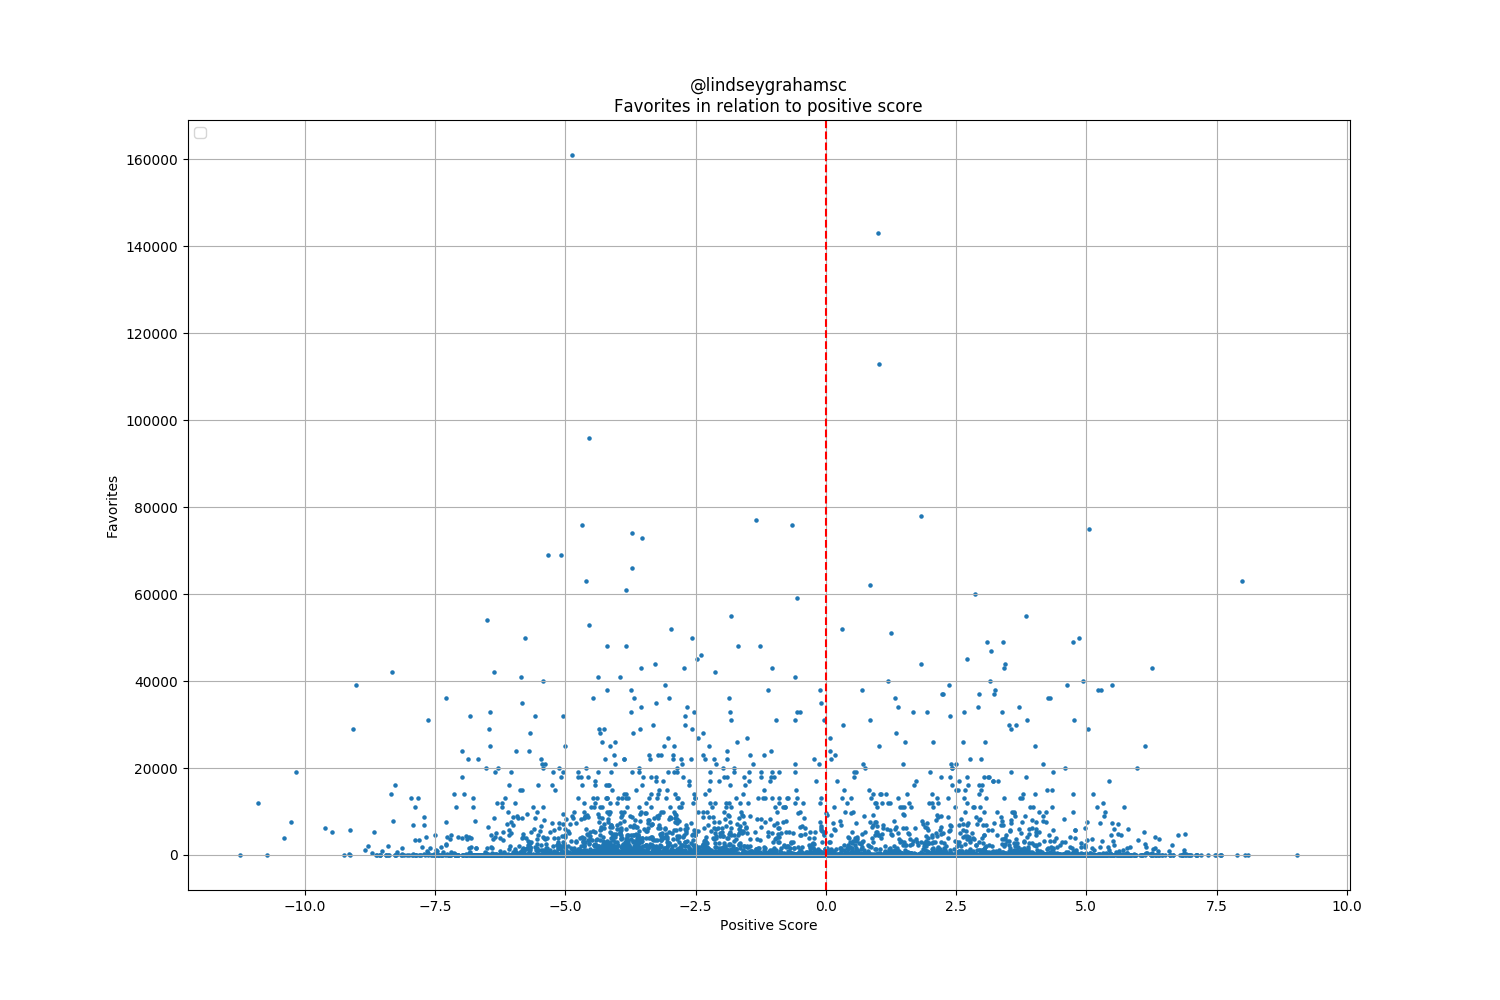 @lindseygrahamsc
Favorites in relation to positive score
160000
140000
120000
100000
80000
60000
40000
20000
0
Favorites
−10.0 −7.5 −5.0 −2.5 0.0 2.5 5.0 7.5 10.0
Positive Score